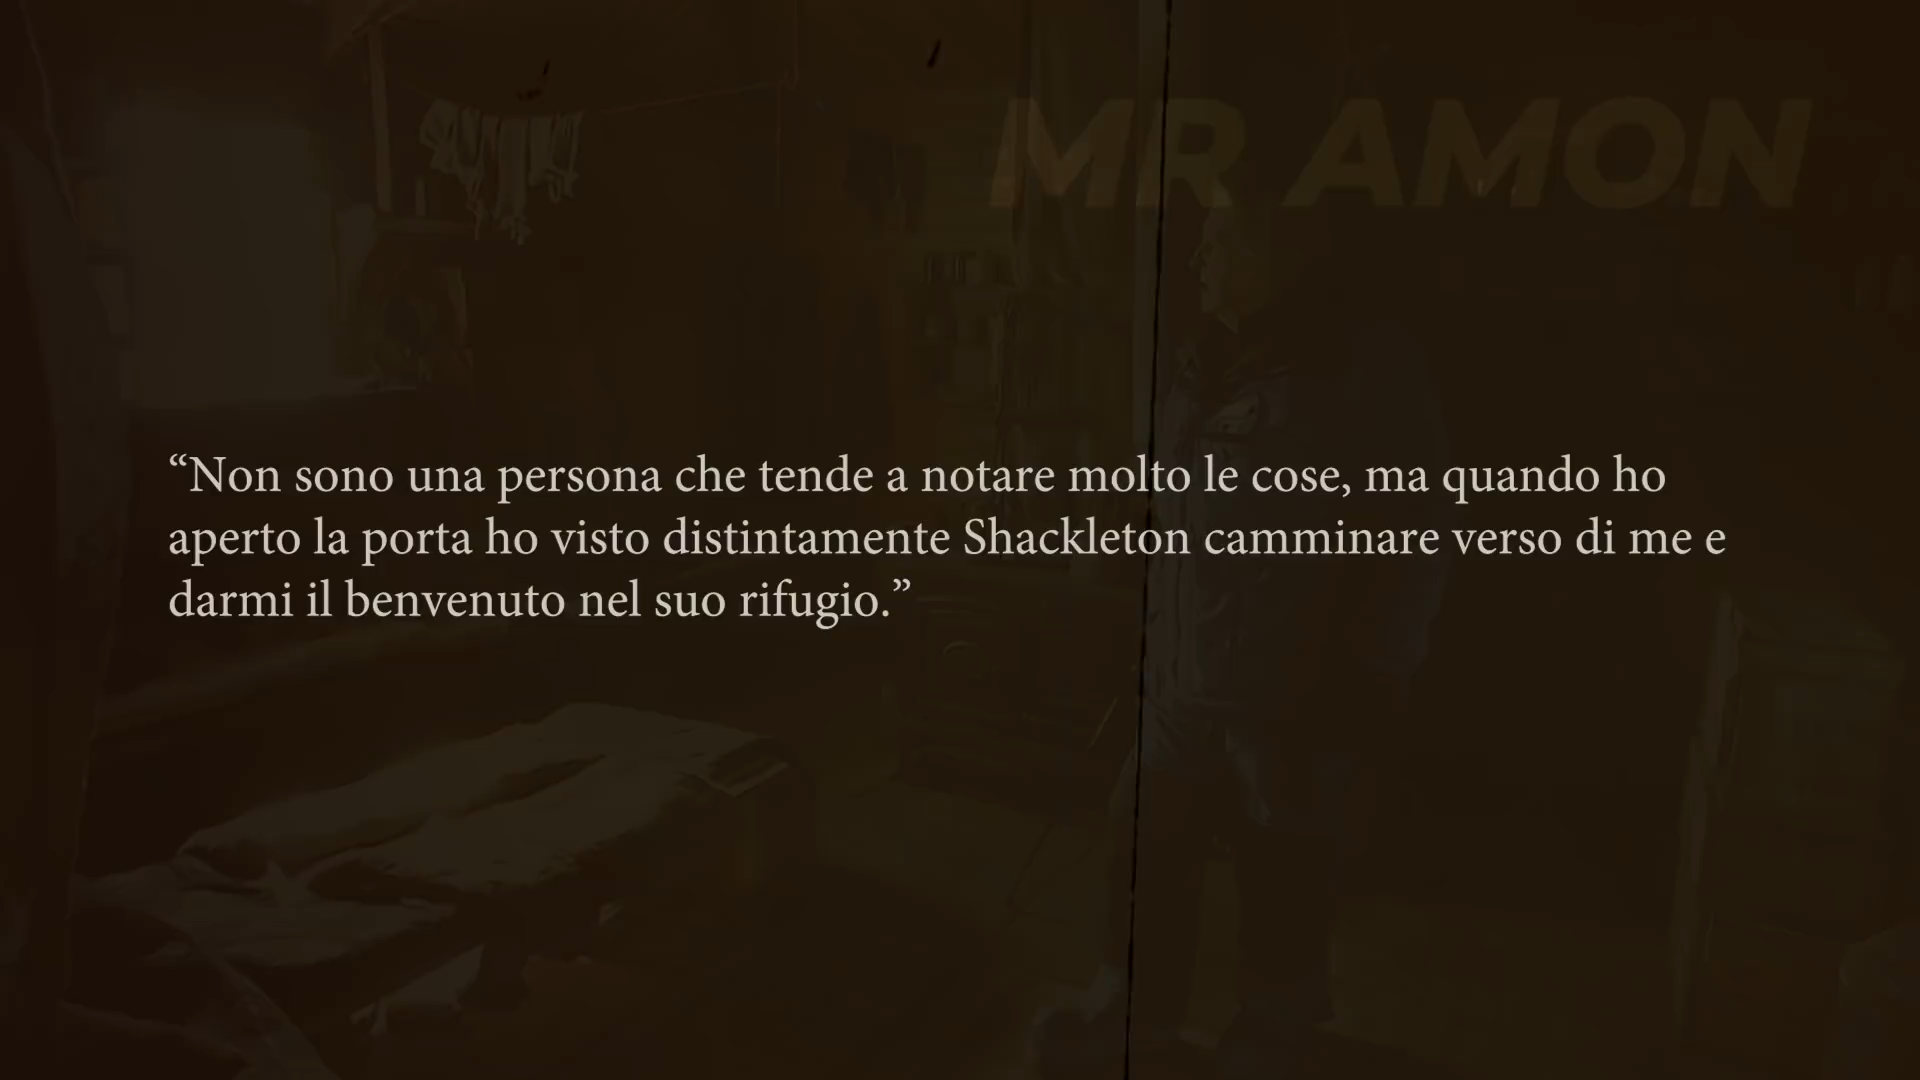 MR AMON
“Non sono una persona che tende a notare molto le cose, ma quando ho
aperto la porta ho visto distintamente Shackleton camminare verso di me e
darmi il benvenuto nel suo rifugio.”